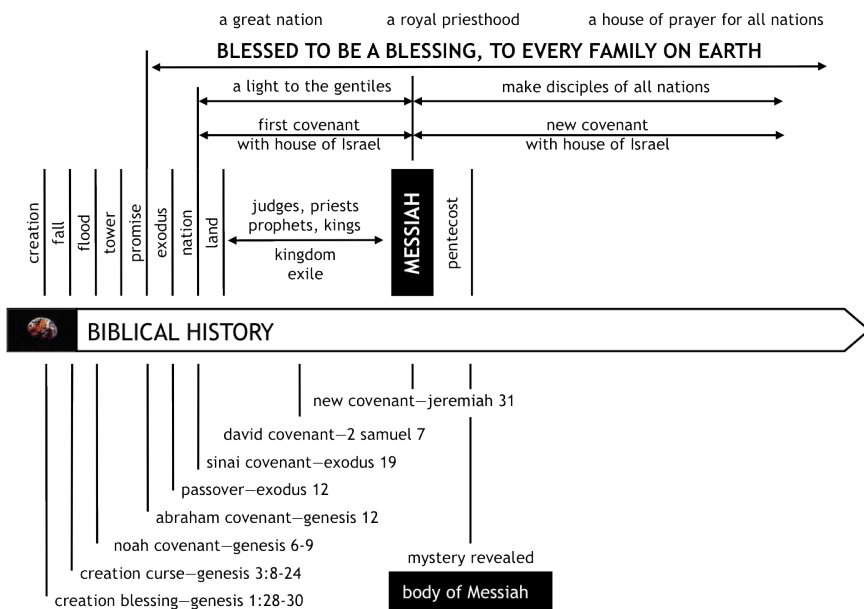 a great nation
a royal priesthood
a house of prayer for all nations
BLESSED TO BE A BLESSING, TO EVERY FAMILY ON EARTH
a light to the gentiles
make disciples of all nations
first covenant
with house of Israel
new covenant
with house of Israel
creation
fall
flood
tower
promise
exodus
nation
land
judges, priests
prophets, kings
kingdom
exile
MESSIAH
pentecost
BIBLICAL HISTORY
new covenant—jeremiah 31
david covenant—2 samuel 7
sinai covenant—exodus 19
passover—exodus 12
abraham covenant—genesis 12
noah covenant—genesis 6-9
creation curse—genesis 3:8-24
creation blessing—genesis 1:28-30
mystery revealed
body of Messiah